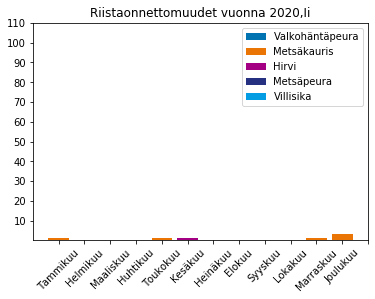 Riistaonnettomuudet vuonna 2020,Ii
110
100
90
80
70
60
50
40
30
20
10
Valkohäntäpeura
Metsäkauris
Hirvi
Metsäpeura
Villisika
Tammikuu
Helmikuu
Maaliskuu
Huhtikuu
Toukokuu
Kesäkuu
Heinäkuu
Elokuu
Syyskuu
Lokakuu
Marraskuu
Joulukuu